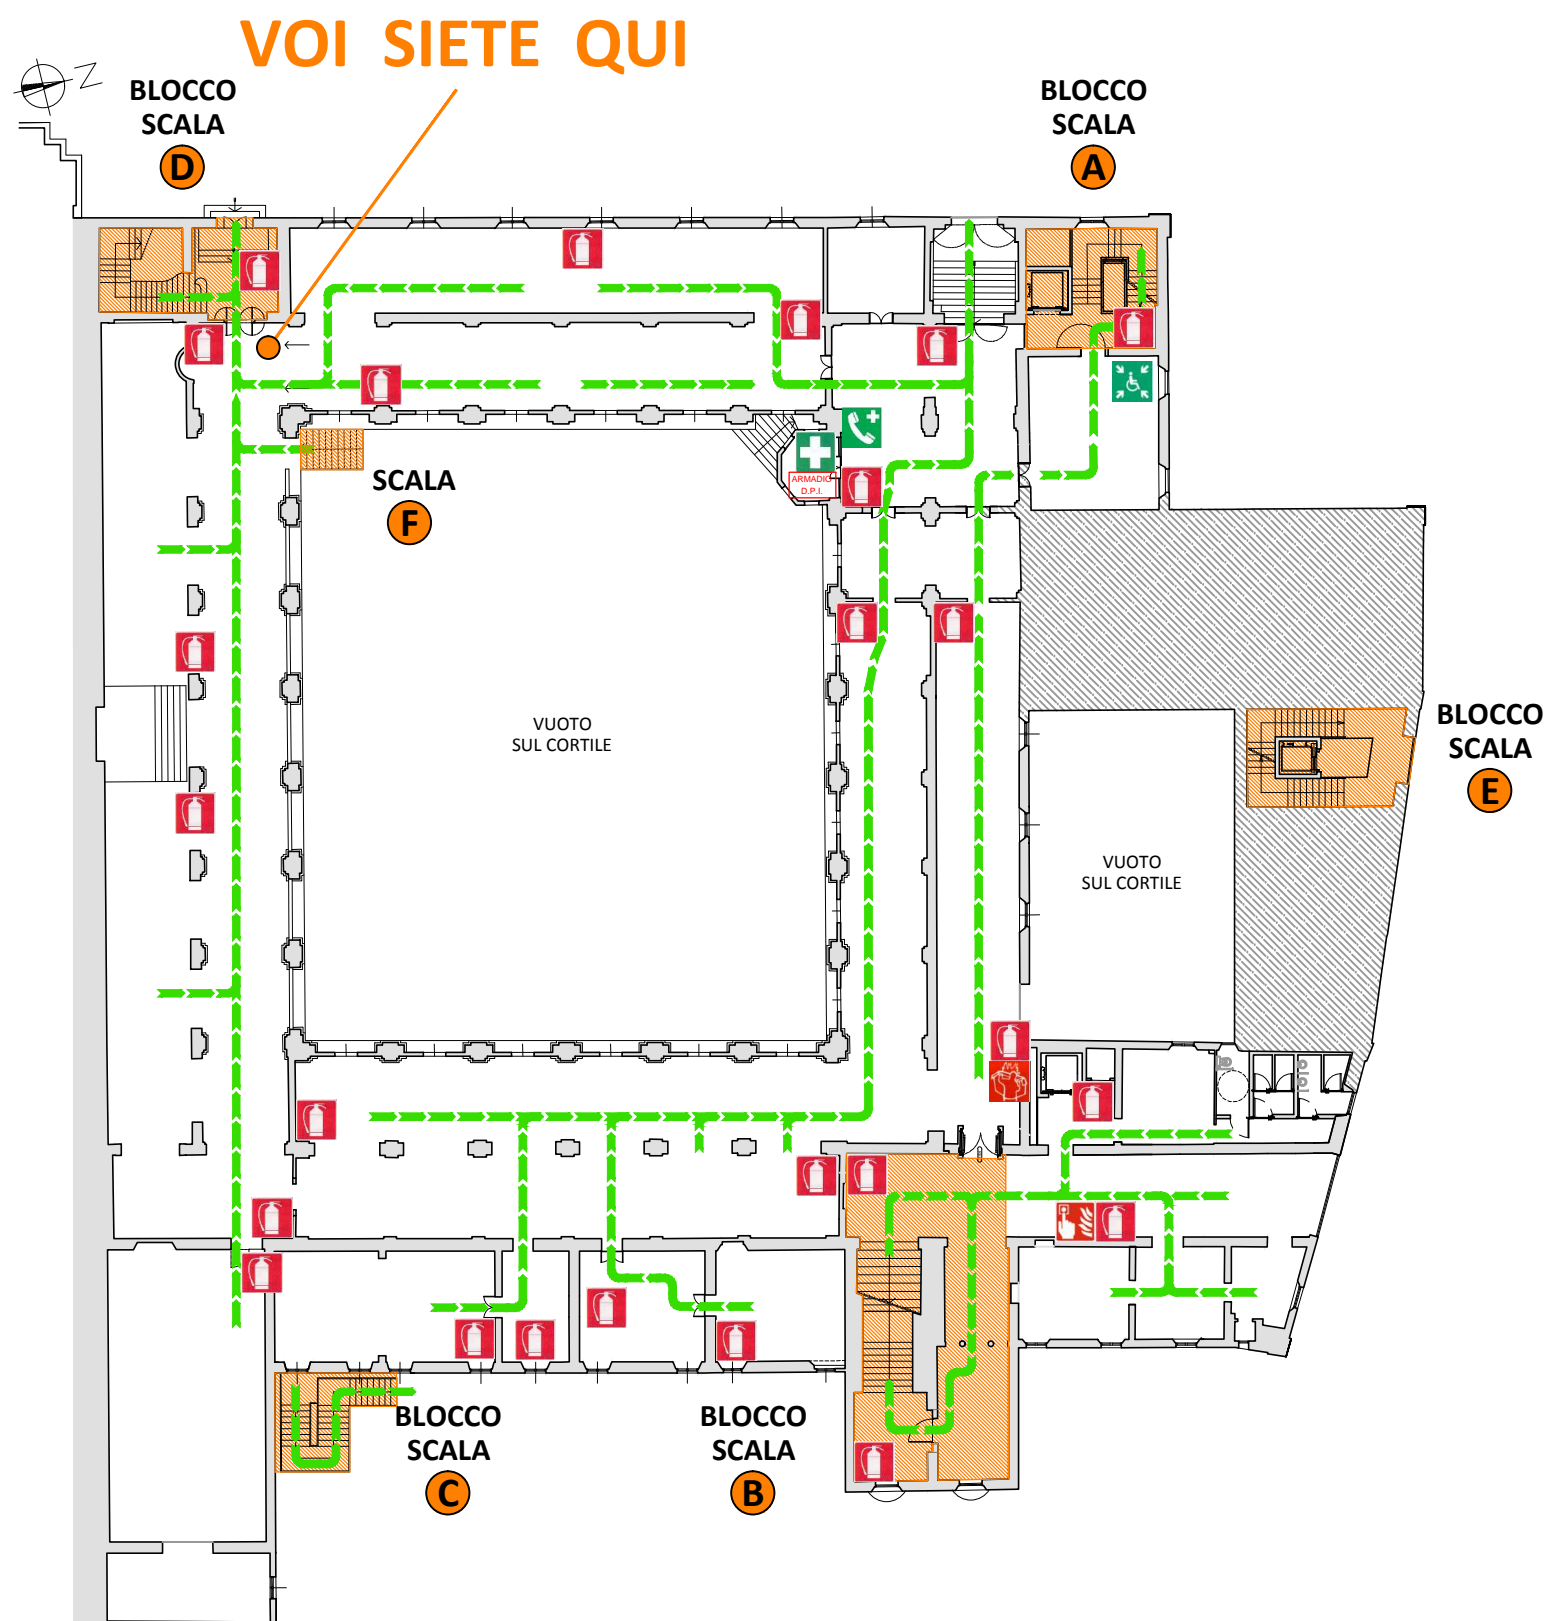 VOI SIETE QUI
N
BLOCCO
SCALA
D
BLOCCO
SCALA
A
SCALA
F
ARMADIO
D.P.I.
VUOTO
SUL CORTILE
BLOCCO
SCALA
E
VUOTO
SUL CORTILE
BLOCCO
SCALA
C
BLOCCO
SCALA
B